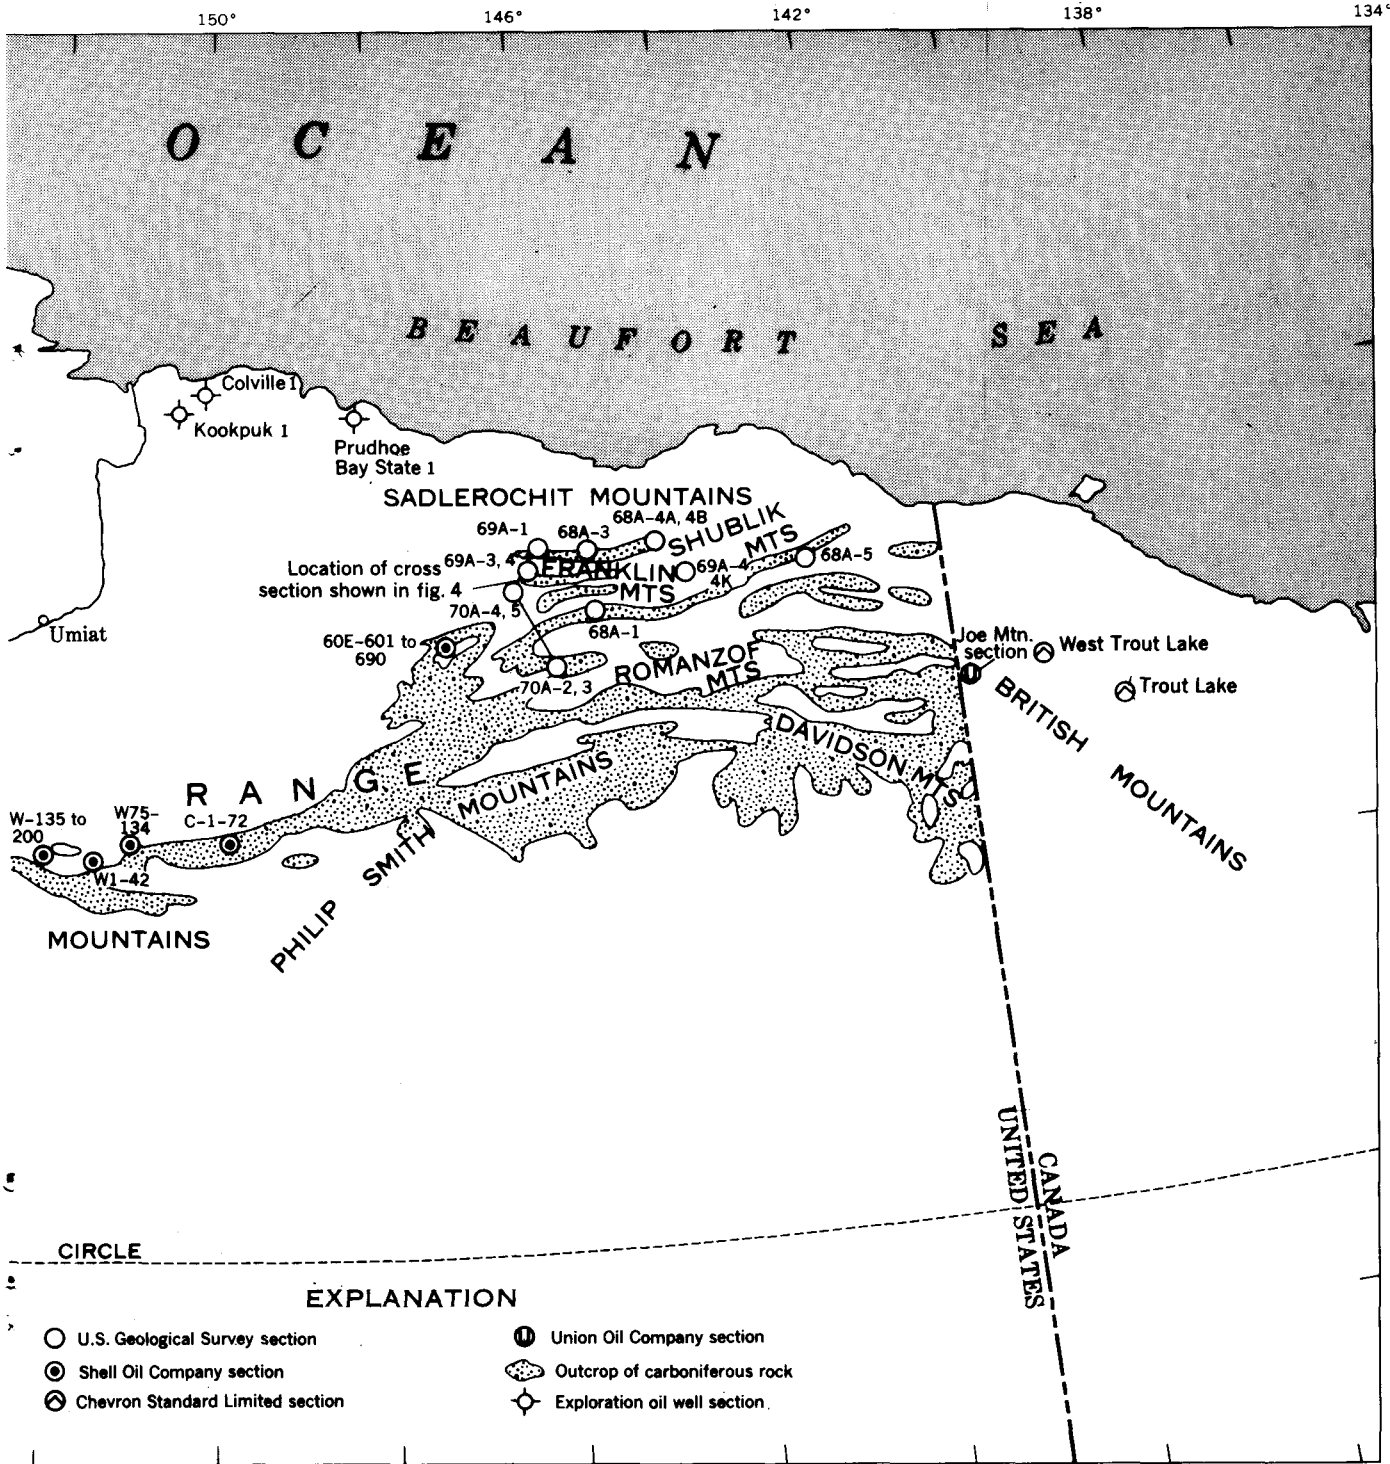 150° 146° 142° 138° 134°
OCEAN
BEAUFORT SEA
Colville 1
Kookpuk 1
Prudhoe
Bay State 1
SADLEROCHIT MOUNTAINS
68A-4A, 4B
69A-1 68A-3
SHUBLIK
MTS
68A-5
Location of cross
section shown in fig. 4
69A-3, 4
FRANKLIN
MTS
69A-4
4K
70A-4, 5
68A-1
Umiat
60E-601 to
690
70A-2, 3
ROMANZOF
MTS
Joe Mtn.
section
West Trout Lake
Trout Lake
BRITISH
MOUNTAINS
DAVIDSON MTS
RANGE
PHILIP SMITH MOUNTAINS
W-135 to
200
W75-
134
C-1-72
W1-42
MOUNTAINS
UNITED STATES
CANADA
CIRCLE
EXPLANATION
U.S. Geological Survey section
Shell Oil Company section
Chevron Standard Limited section
Union Oil Company section
Outcrop of carboniferous rock
Exploration oil well section